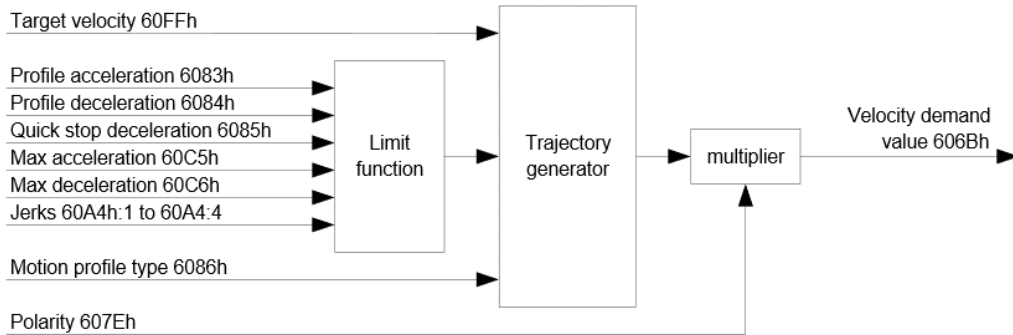 Target velocity 60FFh
Profile acceleration 6083h
Profile deceleration 6084h
Quick stop deceleration 6085h
Max acceleration 60C5h
Max deceleration 60C6h
Jerks 60A4h:1 to 60A4:4
Motion profile type 6086h
Polarity 607Eh
Limit
function
Trajectory
generator
multiplier
Velocity demand
value 606Bh